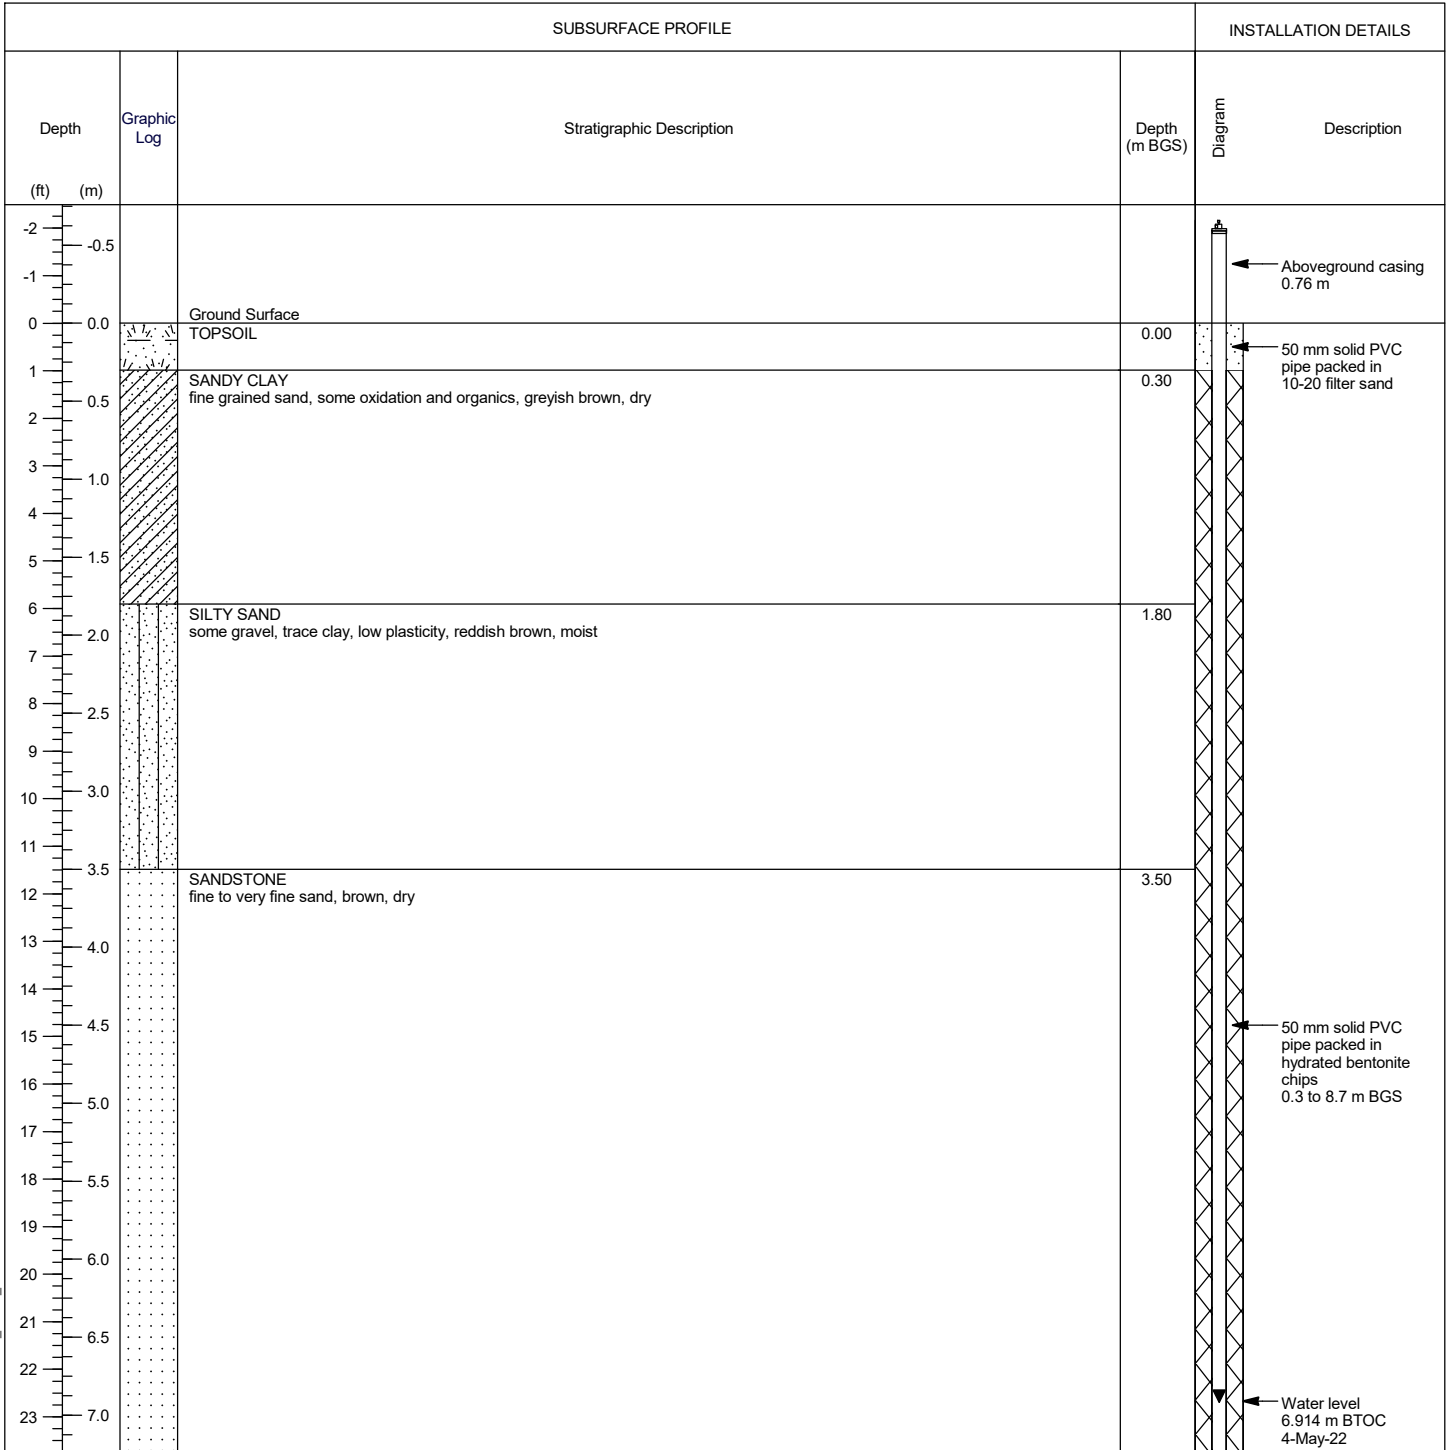 SUBSURFACE PROFILE
INSTALLATION DETAILS
Depth
(ft) (m)
Graphic
Log
Stratigraphic Description
Depth
(m BGS)
Diagram
Description
-2
-0.5
-1
Aboveground casing
0.76 m
Ground Surface
0
0.0
TOPSOIL
0.00
50 mm solid PVC
pipe packed in
10-20 filter sand
1
SANDY CLAY
0.30
fine grained sand, some oxidation and organics, greyish brown, dry
0.5
2
3
1.0
4
1.5
5
6
SILTY SAND
1.80
some gravel, trace clay, low plasticity, reddish brown, moist
2.0
7
8
2.5
9
3.0
10
11
3.5
SANDSTONE
3.50
fine to very fine sand, brown, dry
12
13
4.0
14
4.5
15
50 mm solid PVC
pipe packed in
hydrated bentonite
chips
0.3 to 8.7 m BGS
16
5.0
17
18
5.5
19
6.0
20
21
6.5
22
7.0
23
Water level
6.914 m BTOC
4-May-22